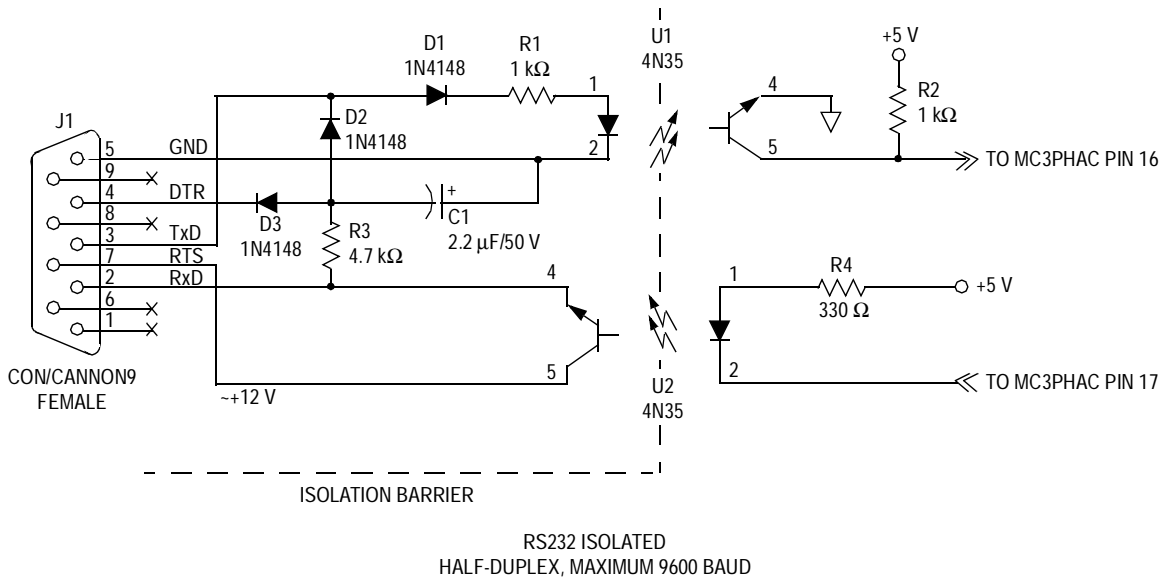 U1
4N35
+5 V
D1
1N4148
R1
1 kΩ
1
4
R2
1 kΩ
J1
D2
1N4148
5
GND
2
5
TO MC3PHAC PIN 16
9
4
DTR
+
C1
2.2 µF/50 V
8
D3
1N4148
R3
4.7 kΩ
3
TxD
7
RTS
2
RxD
4
1
R4
330 Ω
+5 V
6
1
5
2
TO MC3PHAC PIN 17
CON/CANNON9
FEMALE
~+12 V
U2
4N35
ISOLATION BARRIER
RS232 ISOLATED
HALF-DUPLEX, MAXIMUM 9600 BAUD